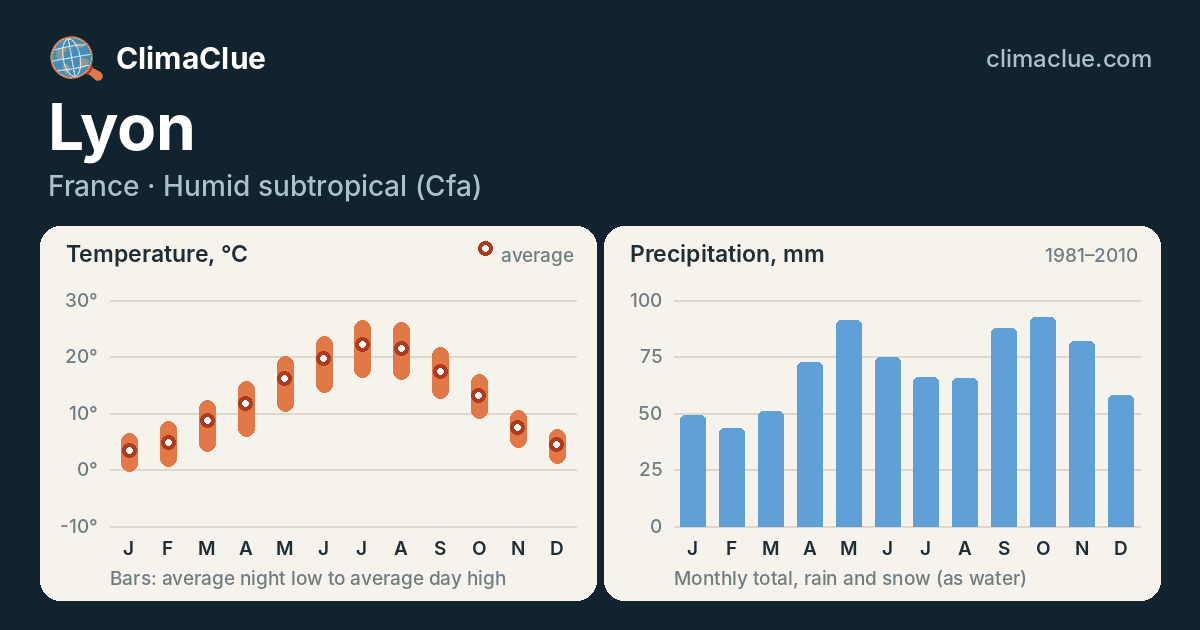 ClimaClue
climaclue.com
Lyon
France · Humid subtropical (Cfa)
Temperature, °C
average
30°
20°
10°
0°
-10°
J F M A M J J A S O N D
Bars: average night low to average day high
Precipitation, mm
1981–2010
100
75
50
25
0
J F M A M J J A S O N D
Monthly total, rain and snow (as water)